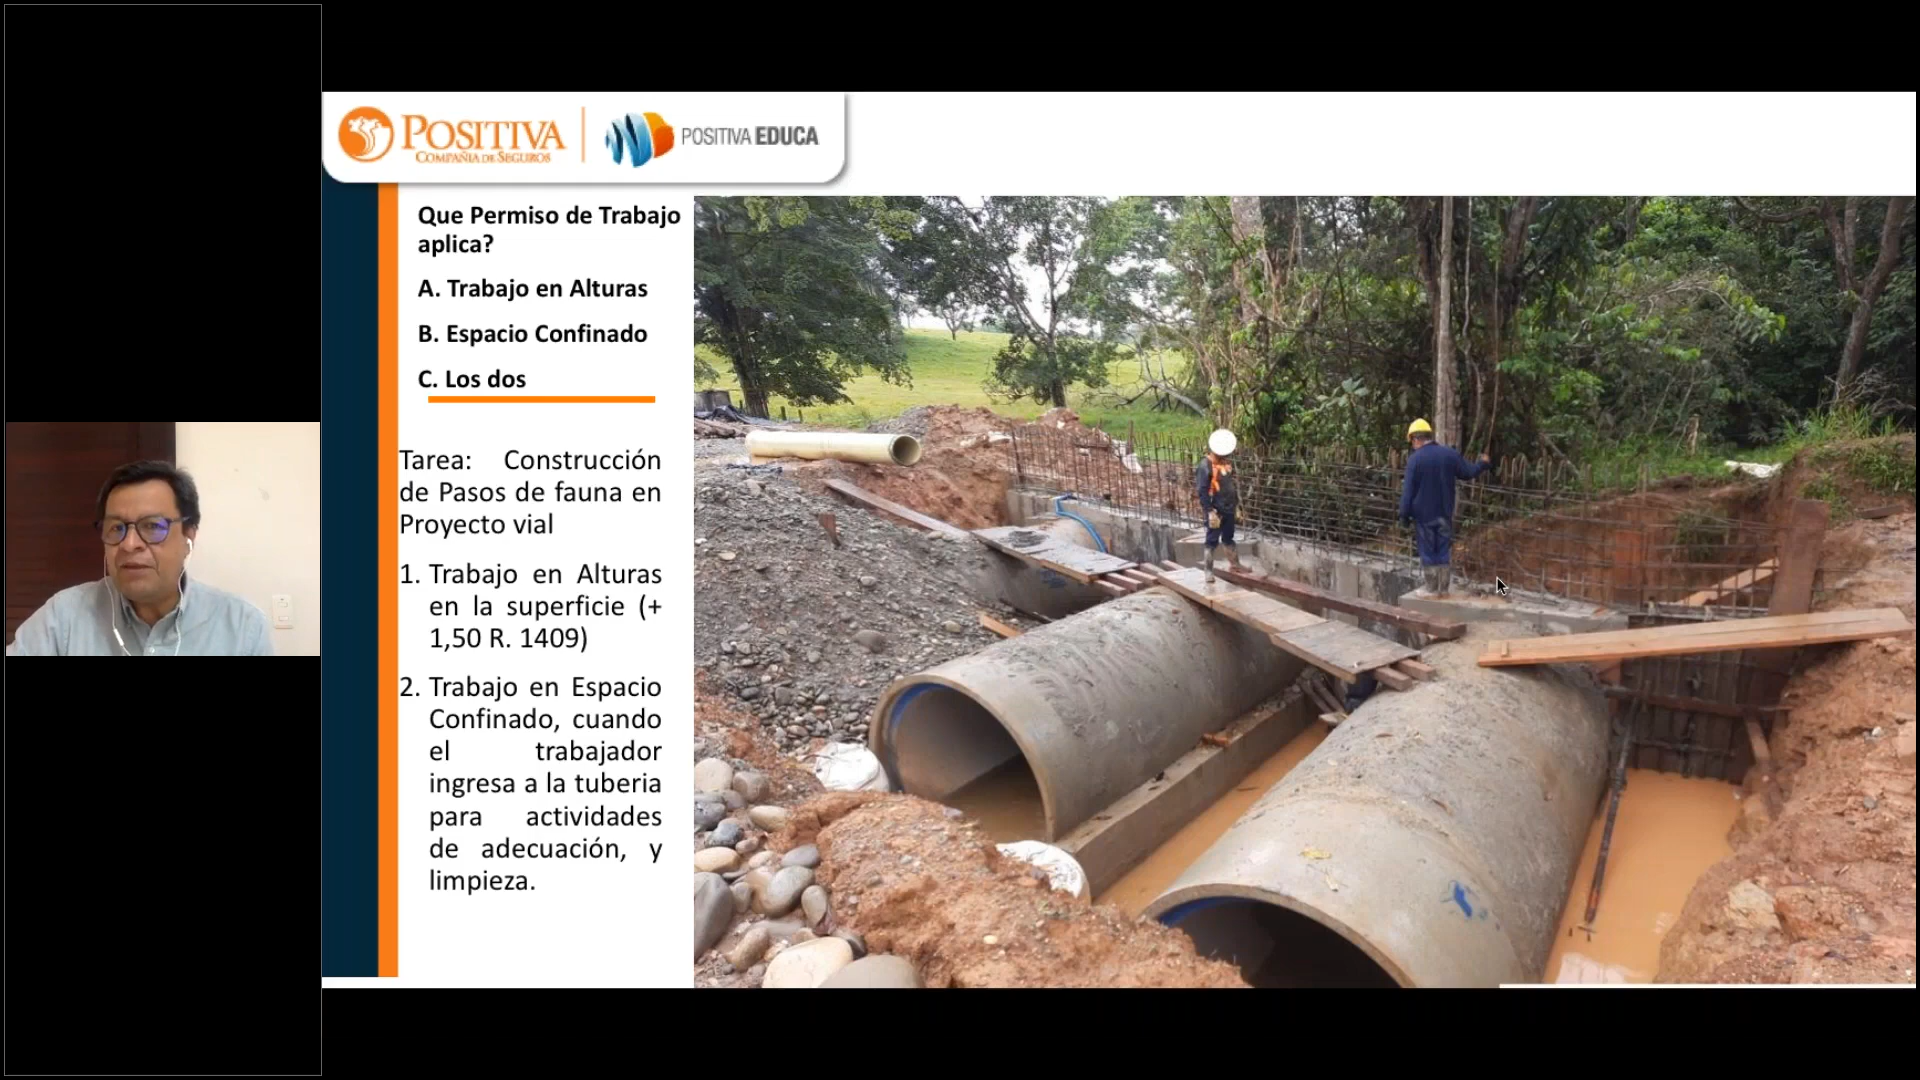 POSITIVA
COMPAÑIA DE SEGUROS
POSITIVA EDUCA
Que Permiso de Trabajo
aplica?
A. Trabajo en Alturas
B. Espacio Confinado
C. Los dos
Tarea: Construcción
de Pasos de fauna en
Proyecto vial
1. Trabajo en Alturas
en la superficie (+
1,50 R. 1409)
2. Trabajo en Espacio
Confinado, cuando
el trabajador
ingresa a la tuberia
para actividades
de adecuación, y
limpieza.